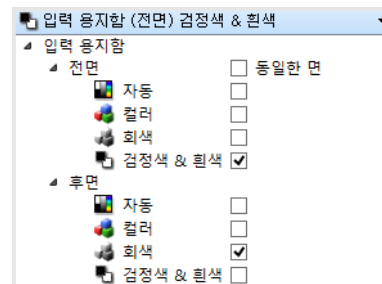 입력 용지함 (전면) 검정색 & 흰색
입력 용지함
전면 동일한 면
자동
컬러
회색
검정색 & 흰색
후면
자동
컬러
회색
검정색 & 흰색